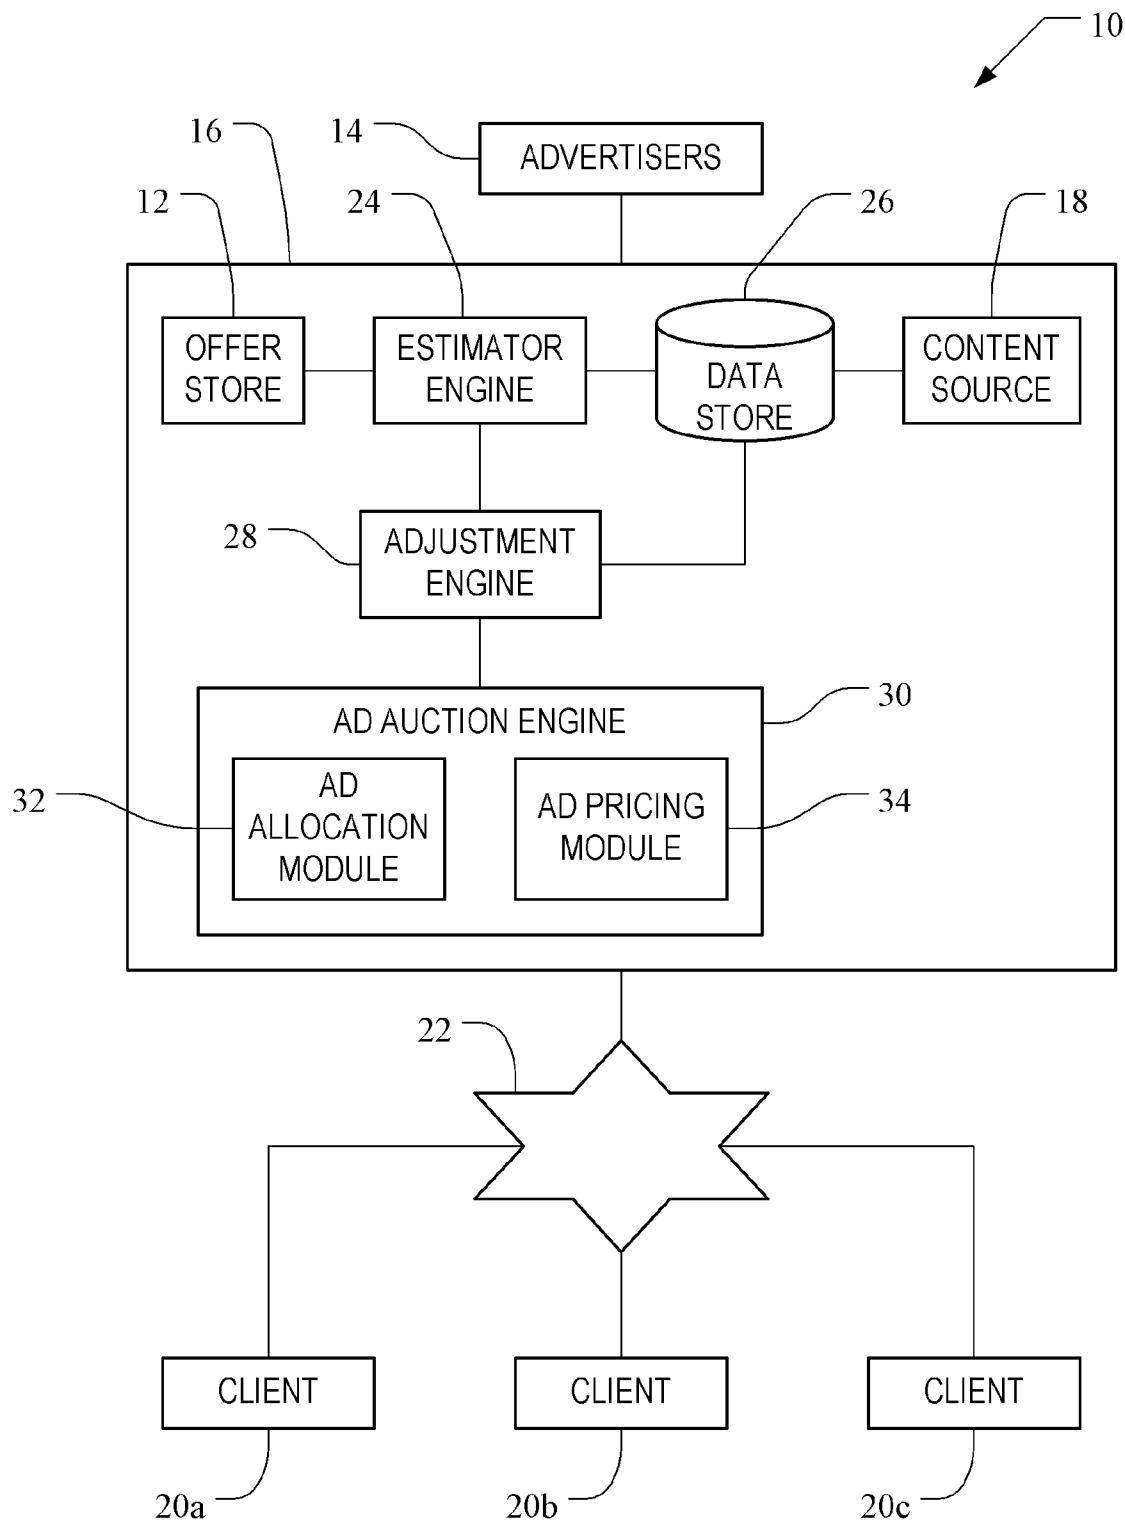 10
14
ADVERTISERS
16
12
24
26
18
OFFER
STORE
ESTIMATOR
ENGINE
DATA
STORE
CONTENT
SOURCE
28
ADJUSTMENT
ENGINE
30
AD AUCTION ENGINE
32
AD
ALLOCATION
MODULE
AD PRICING
MODULE
34
22
CLIENT
CLIENT
CLIENT
20a
20b
20c